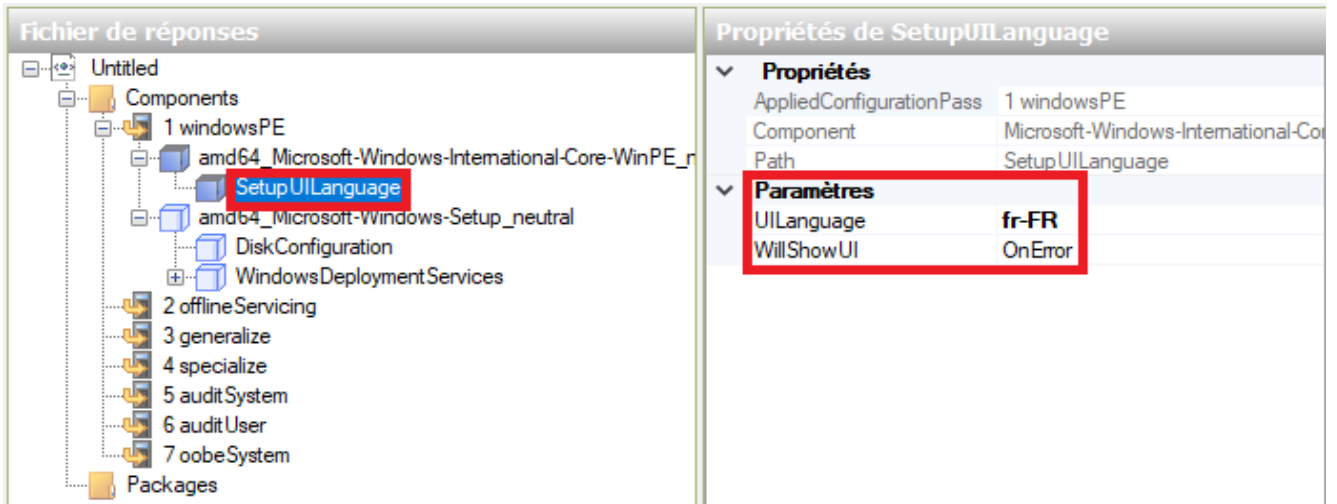 Fichier de réponses
Untitled
Components
1 windowsPE
amd64_Microsoft-Windows-International-Core-WinPE_n
SetupUILanguage
amd64_Microsoft-Windows-Setup_neutral
DiskConfiguration
WindowsDeploymentServices
2 offlineServicing
3 generalize
4 specialize
5 auditSystem
6 auditUser
7 oobeSystem
Packages
Propriétés de SetupUILanguage
Propriétés
AppliedConfigurationPass 1 windowsPE
Component Microsoft-Windows-International-Cor
Path SetupUILanguage
Paramètres
UILanguage fr-FR
WillShowUI OnError